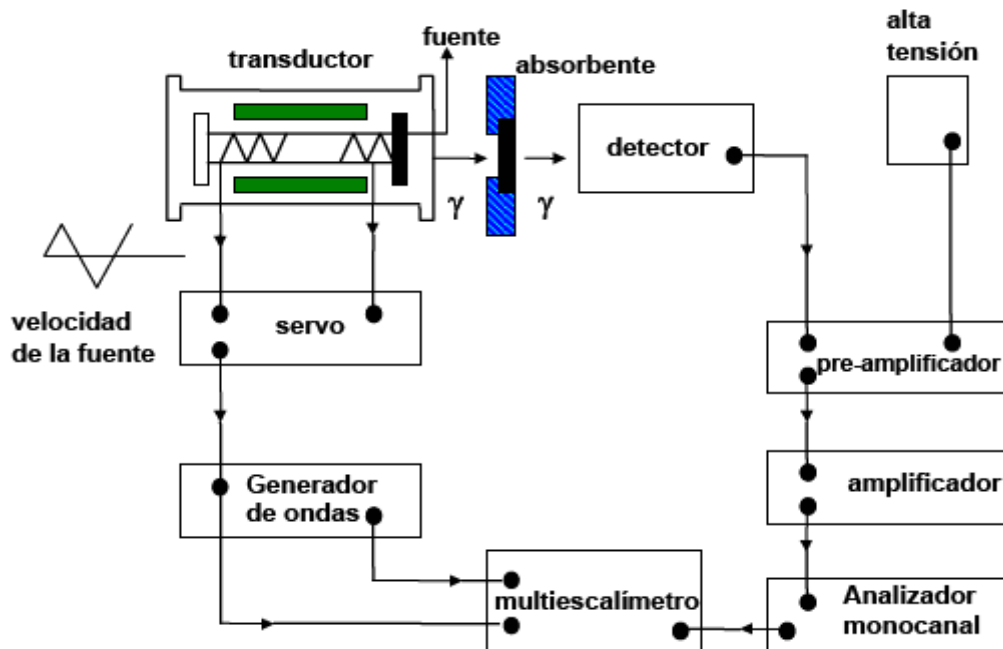 fuente
alta
tensión
transductor
absorbente
detector
γ
γ
velocidad
de la fuente
servo
pre-amplificador
Generador
de ondas
amplificador
multiescalímetro
Analizador
monocanal